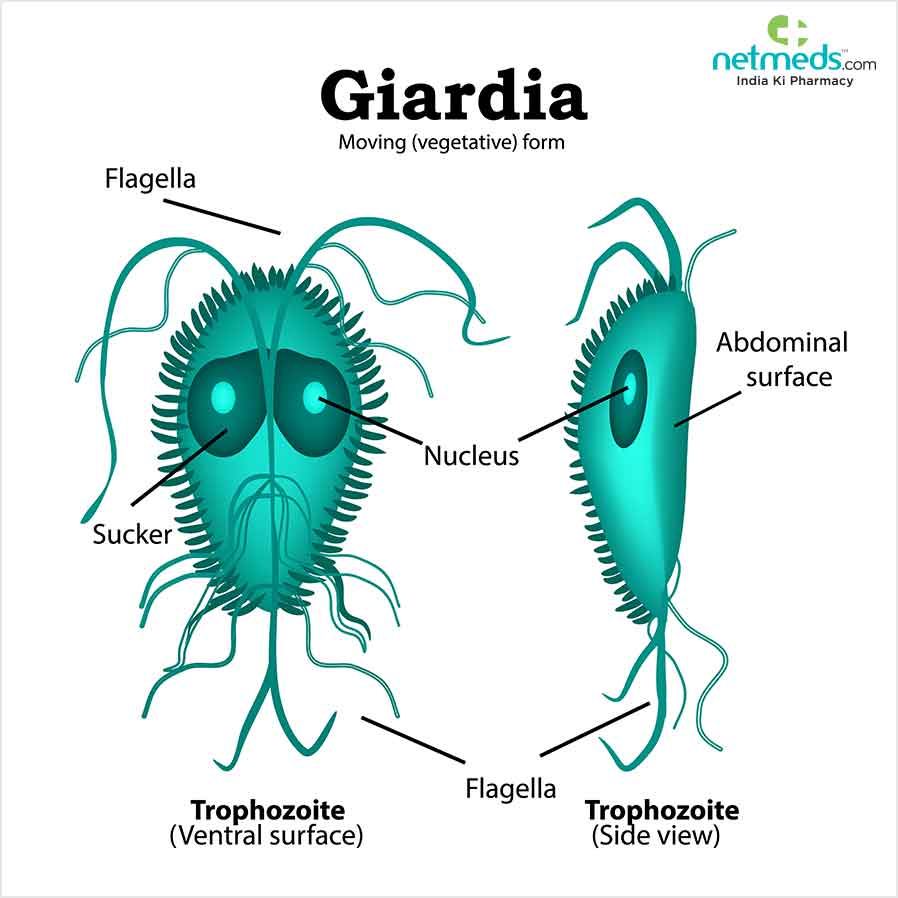 netmeds.com
India Ki Pharmacy
Giardia
Moving (vegetative) form
Flagella
Abdominal
surface
Nucleus
Sucker
Flagella
Trophozoite
(Ventral surface)
Trophozoite
(Side view)